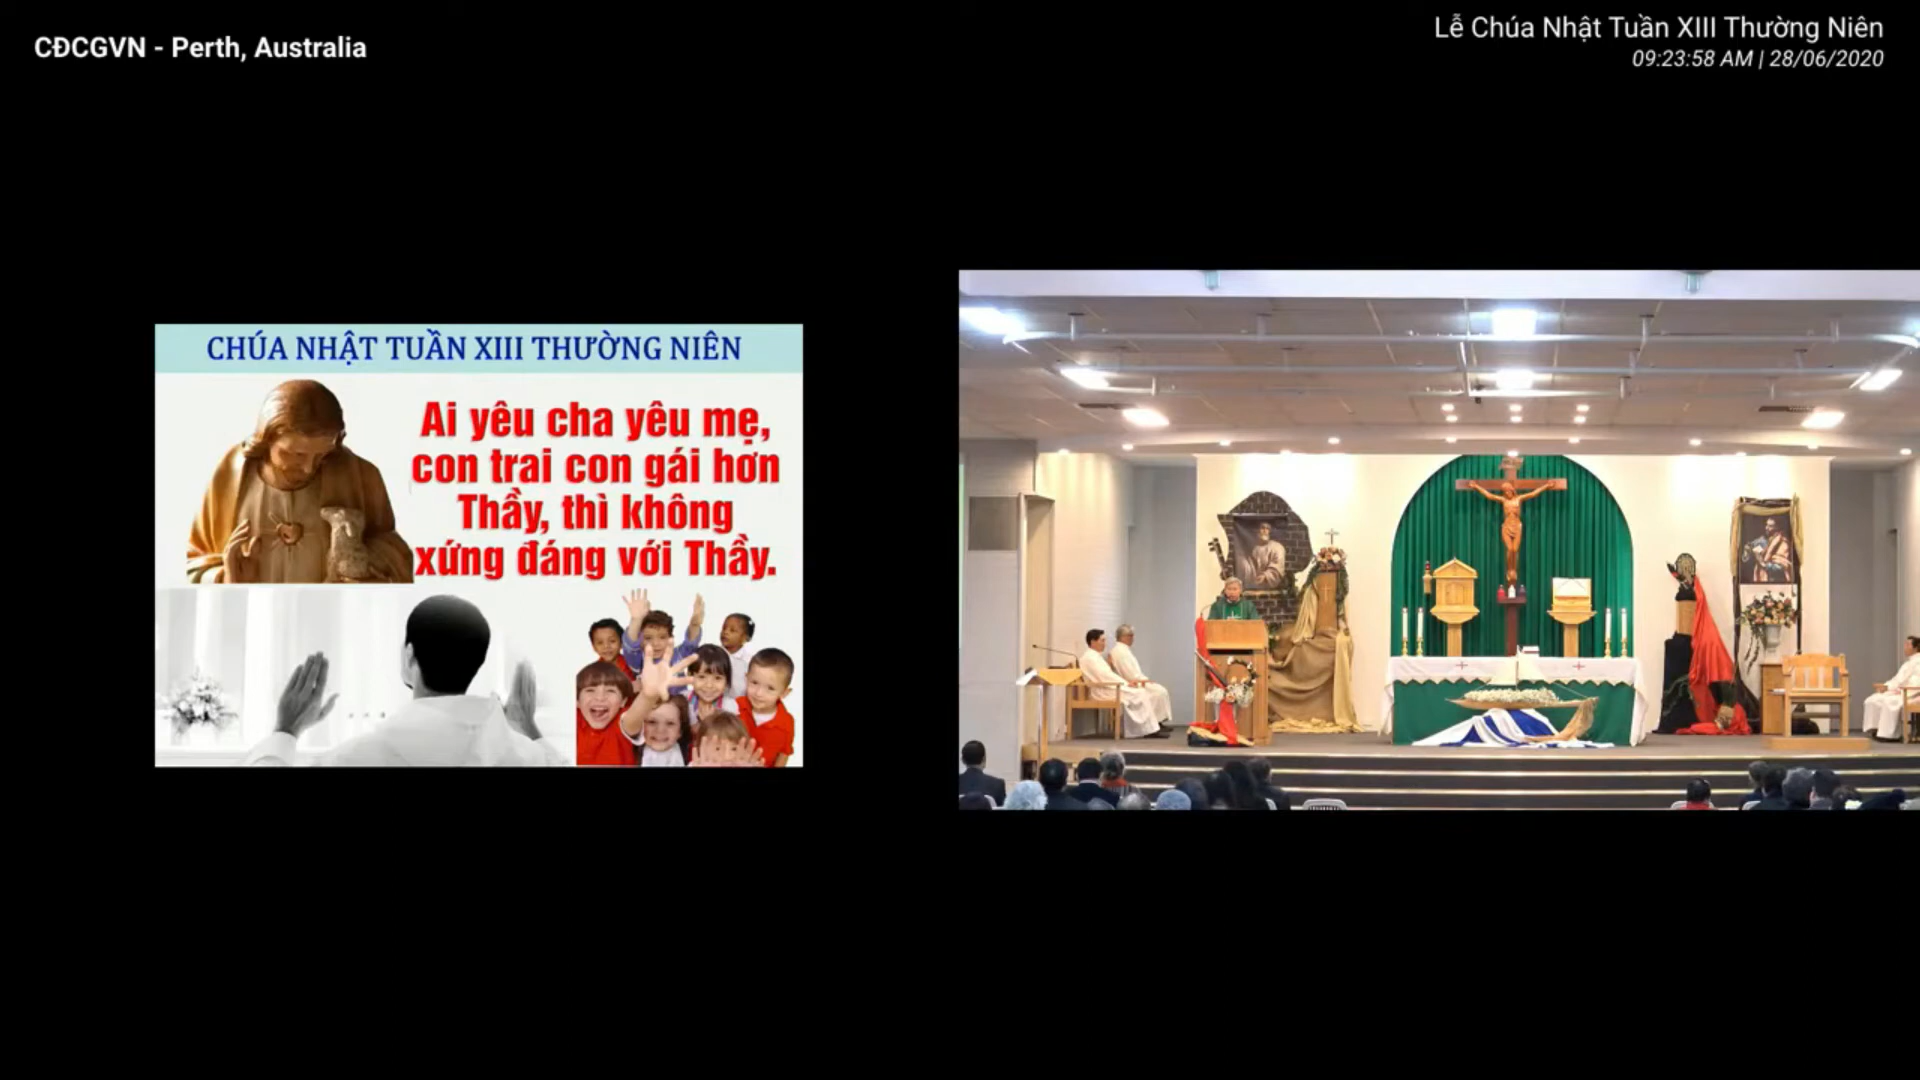 CĐCGVN - Perth, Australia
Lễ Chúa Nhật Tuần XIII Thường Niên
09:23:58 AM | 28/06/2020
CHÚA NHẬT TUẦN XIII THƯỜNG NIÊN
Ai yêu cha yêu mẹ,
con trai con gái hơn
Thầy, thì không
xứng đáng với Thầy.